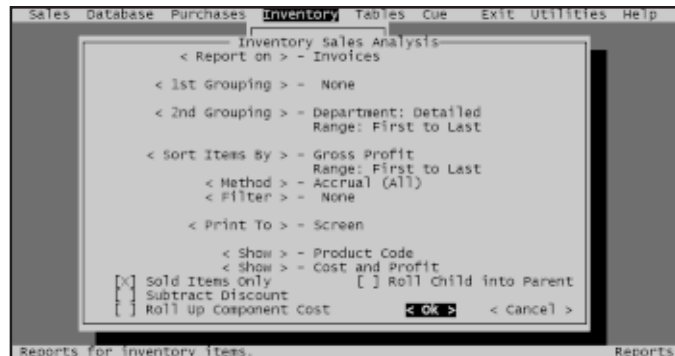 Sales Database Purchases Inventory Tables Cue Exit Utilities Help
Inventory Sales Analysis
< Report on > - Invoices
< 1st Grouping > - None
< 2nd Grouping > - Department: Detailed
Range: First to Last
< Sort Items By > - Gross Profit
Range: First to Last
< Method > - Accrual (All)
< Filter > - None
< Print To > - Screen
< Show > - Product Code
< Show > - Cost and Profit
[X] Sold Items Only [ ] Roll Child into Parent
[ ] Subtract Discount
[ ] Roll Up Component Cost < Ok > < Cancel >
Reports for inventory items. Reports